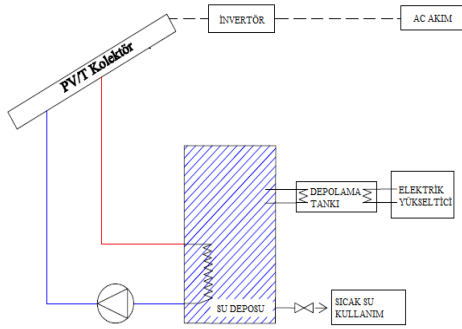 İNVERTÖR
AC AKIM
PV/T Kolektör
DEPOLAMA
TANKI
ELEKTRİK
YÜKSELTİCİ
SU DEPOSU
SICAK SU
KULLANIM